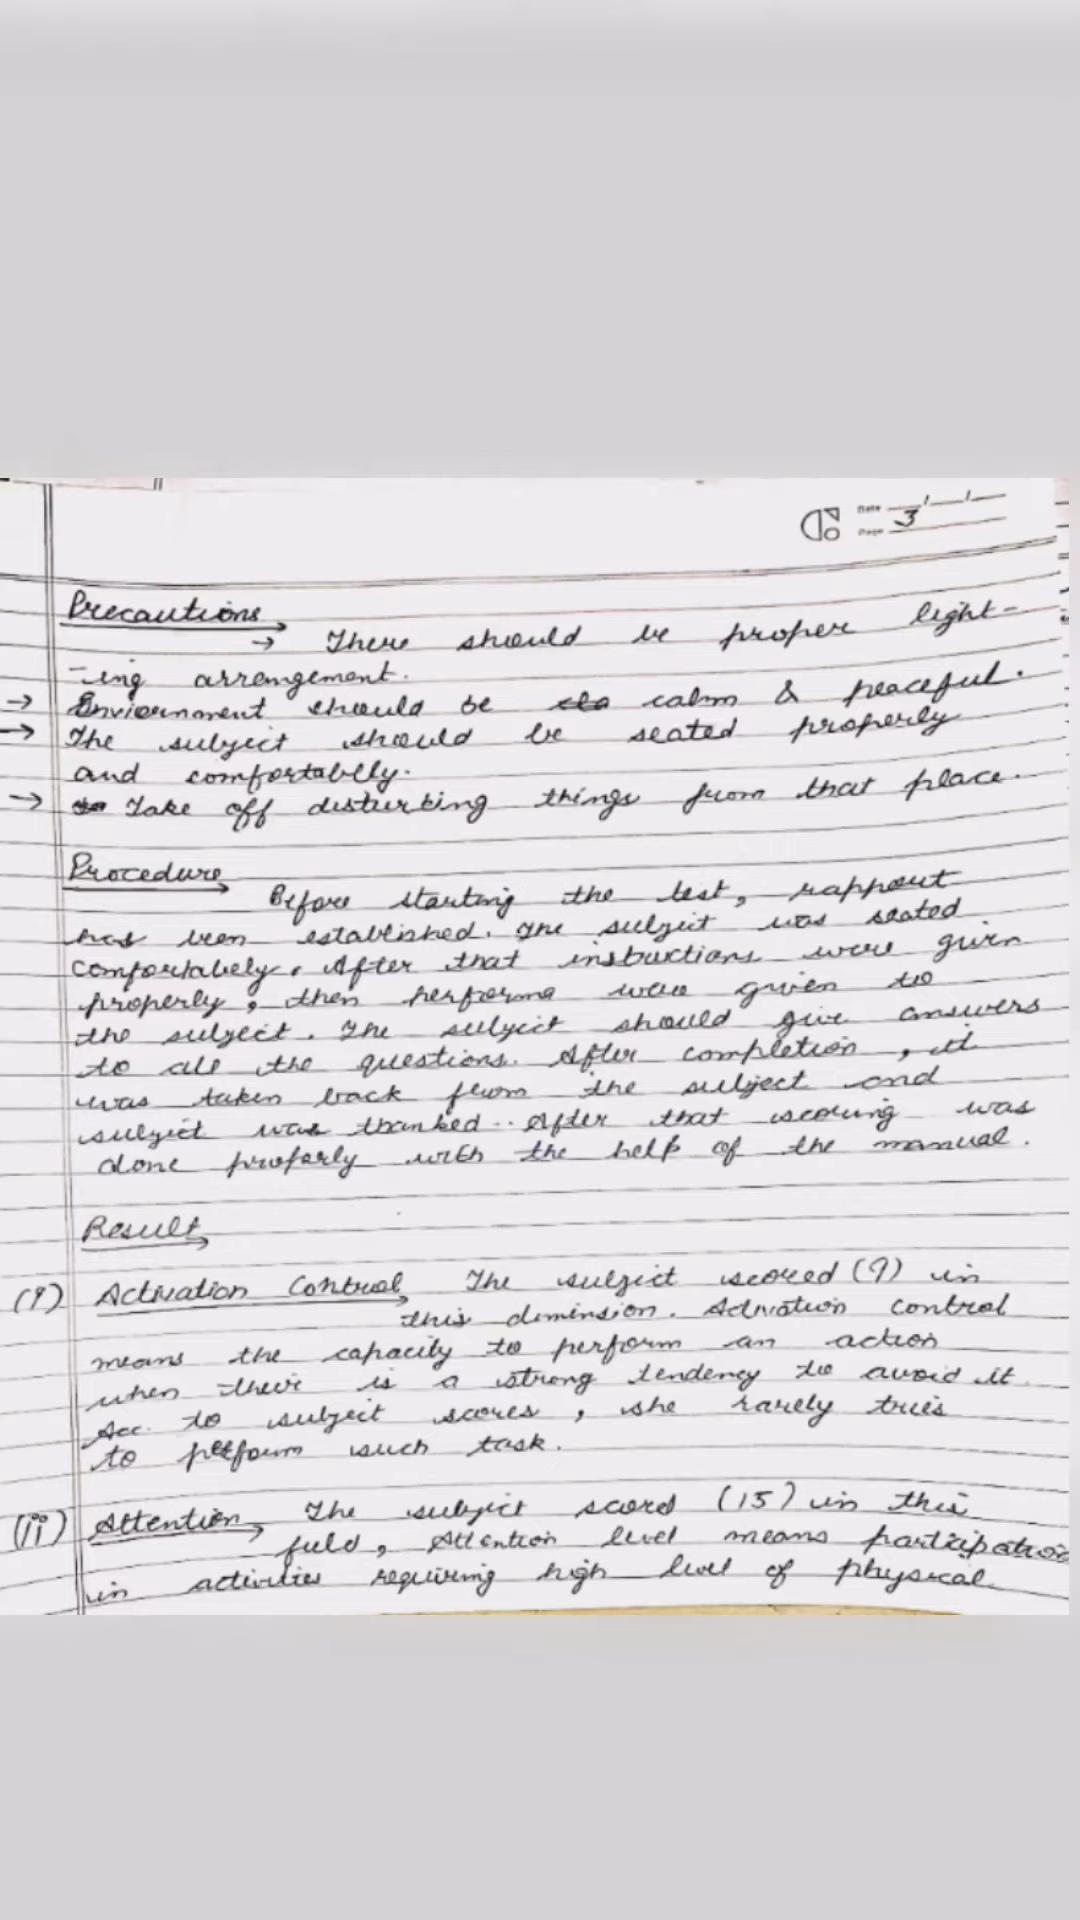 Date / /
Page 3
Precautions
→ There should be proper light-
-ing arrangement.
→ Enviornment should be calm & peaceful.
→ The subject should be seated properly
and comfortablly.
→ Take off disturbing things from that place.
Procedure
Before starting the test, rapport
has been established. The subject was seated
comfortabely. After that instructions were given
properly, then performa were given to
the subject. The subject should give answers
to all the questions. After completion, it
was taken back from the subject and
subject was thanked.. After that scoring was
done properly with the help of the manual.
Result
(i) Activation Control The subject scored (9) in
this dimension. Activation control
means the capacity to perform an action
when their is a strong tendency to avoid it
Acc. to subject scores, she rarely tries
to perform such task.
(ii) Attention The subject scored (15) in this
field, Attention level means participation
in activities requiring high level of physical